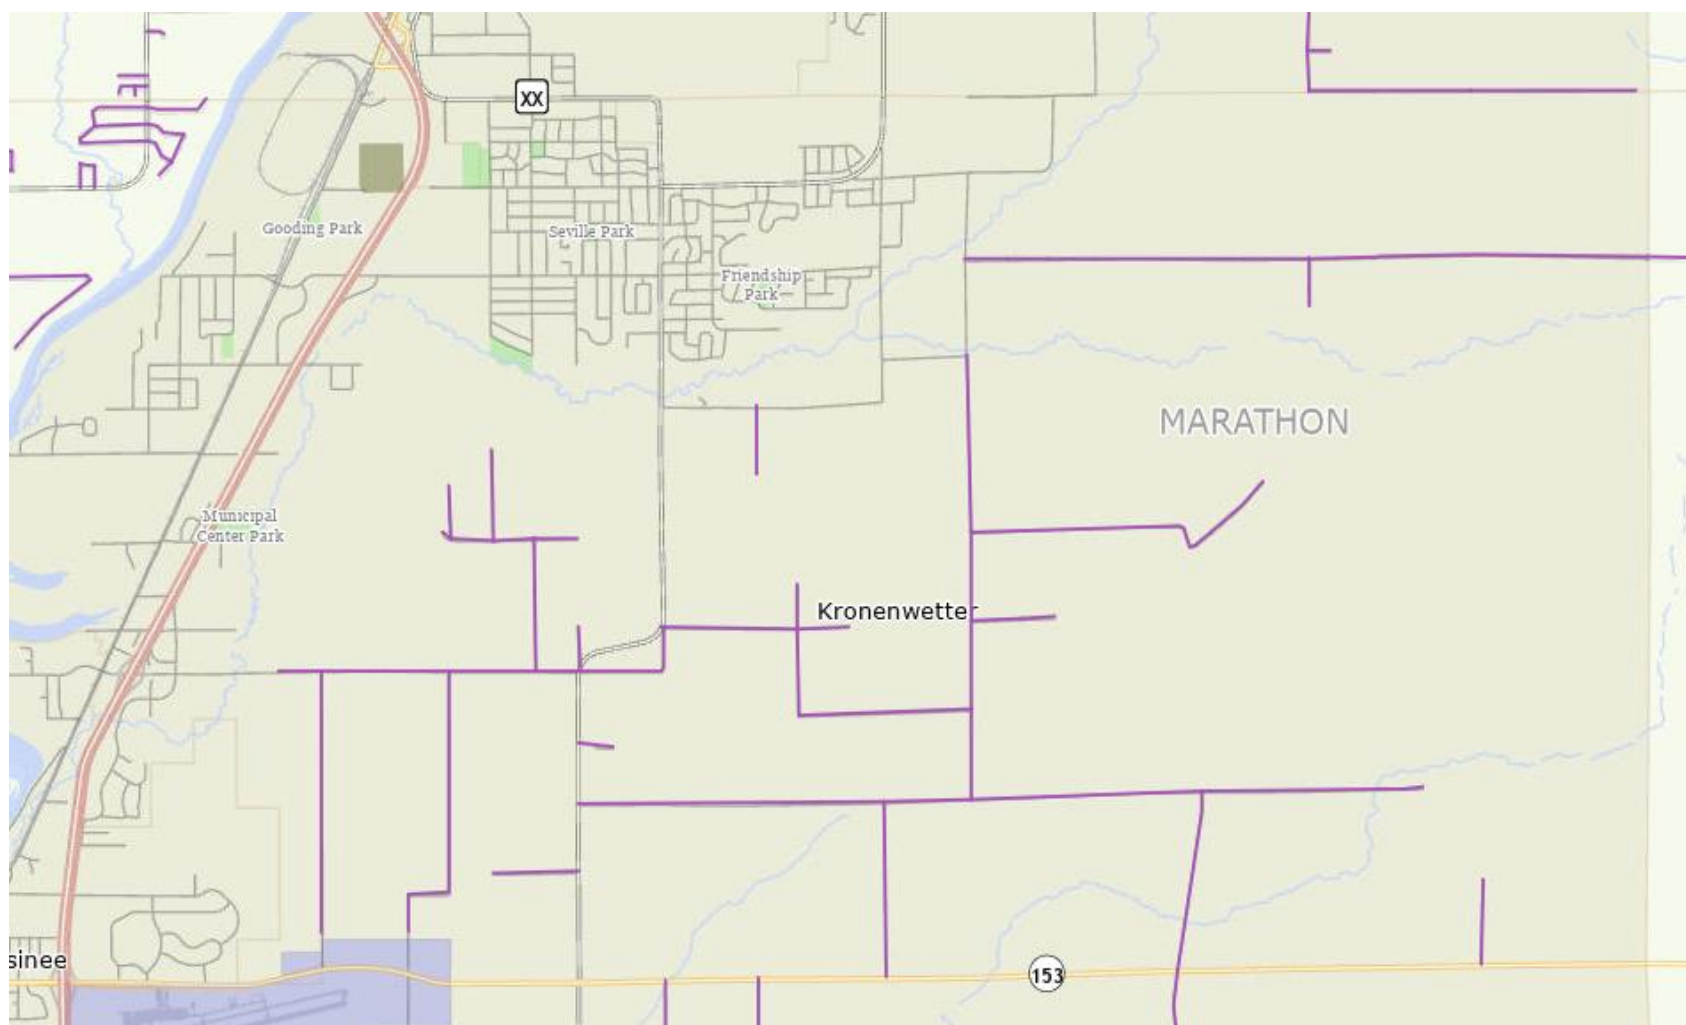 XX
Gooding Park
Seville Park
Friendship
Park
MARATHON
Municipal
Center Park
Kronenwetter
sinee
153